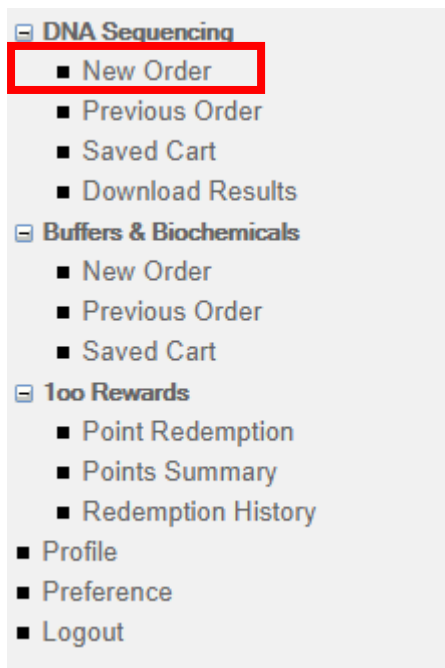 DNA Sequencing
New Order
Previous Order
Saved Cart
Download Results
Buffers & Biochemicals
New Order
Previous Order
Saved Cart
1oo Rewards
Point Redemption
Points Summary
Redemption History
Profile
Preference
Logout